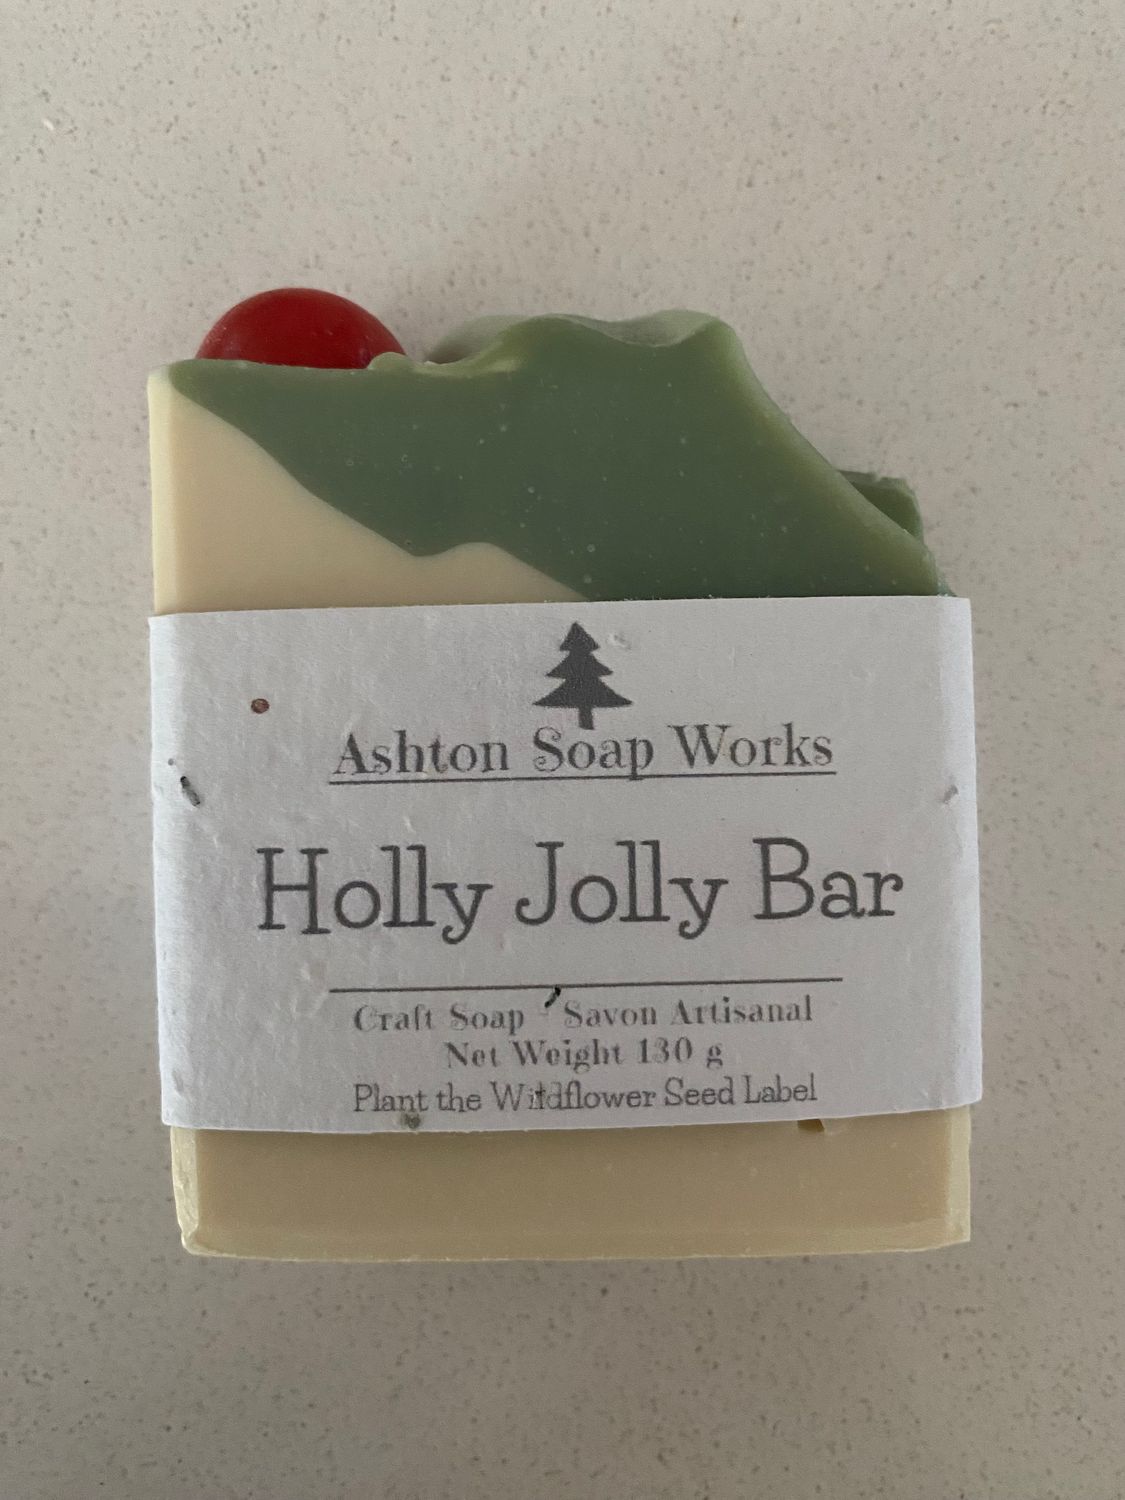 Ashton Soap Works
Holly Jolly Bar
Craft Soap - Savon Artisanal
Net Weight 130 g
Plant the Wildflower Seed Label